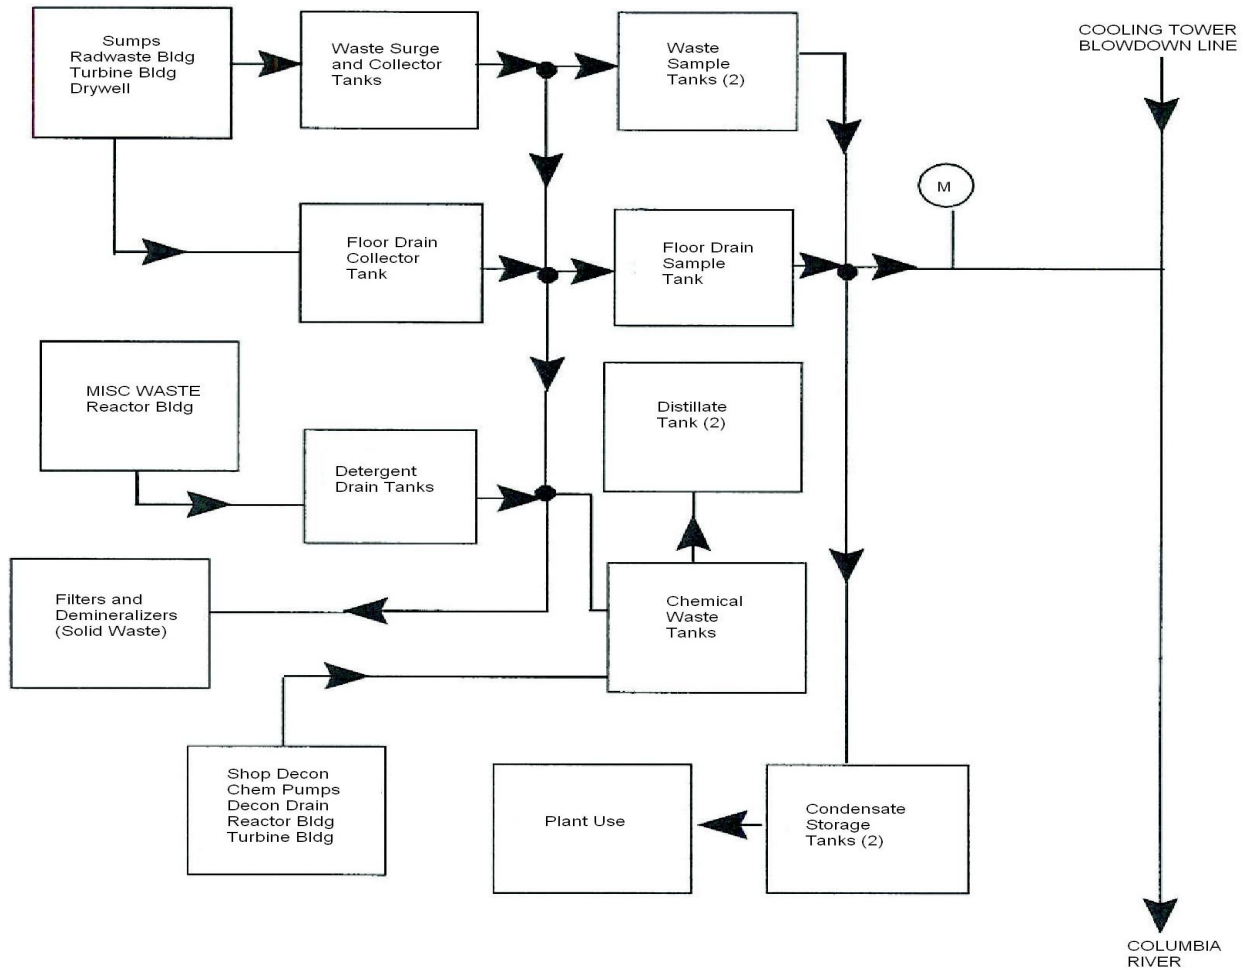 Sumps
Radwaste Bldg
Turbine Bldg
Drywell
Waste Surge
and Collector
Tanks
Waste
Sample
Tanks (2)
COOLING TOWER
BLOWDOWN LINE
M
Floor Drain
Collector
Tank
Floor Drain
Sample
Tank
MISC WASTE
Reactor Bldg
Distillate
Tank (2)
Detergent
Drain Tanks
Filters and
Demineralizers
(Solid Waste)
Chemical
Waste
Tanks
Shop Decon
Chem Pumps
Decon Drain
Reactor Bldg
Turbine Bldg
Plant Use
Condensate
Storage
Tanks (2)
COLUMBIA
RIVER